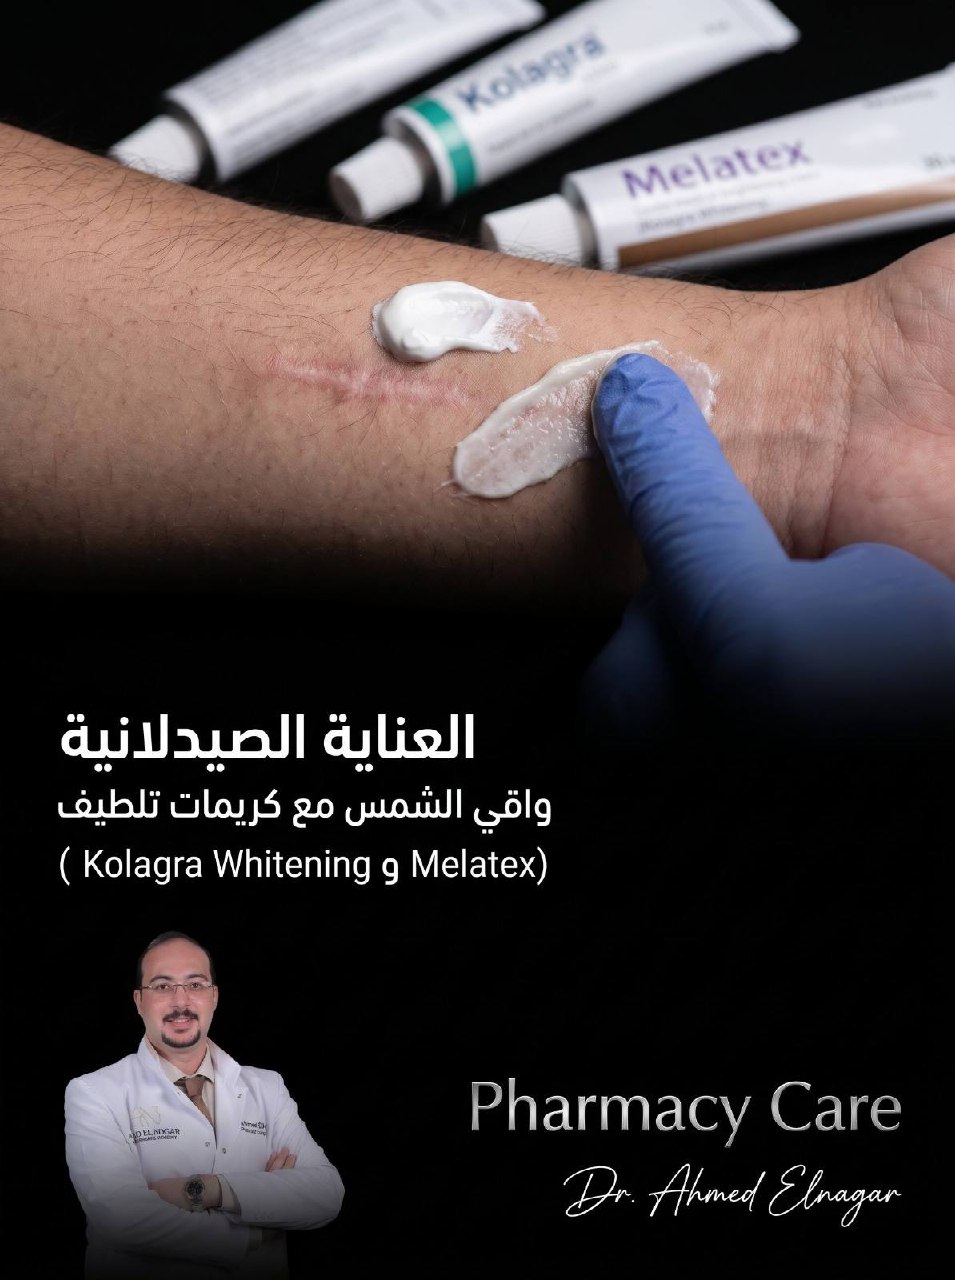 Kolagra
Melatex
العناية الصيدلانية
واقي الشمس مع كريمات تلطيف
( Kolagra Whitening و Melatex)
Pharmacy Care
Dr. Ahmed Elnagar